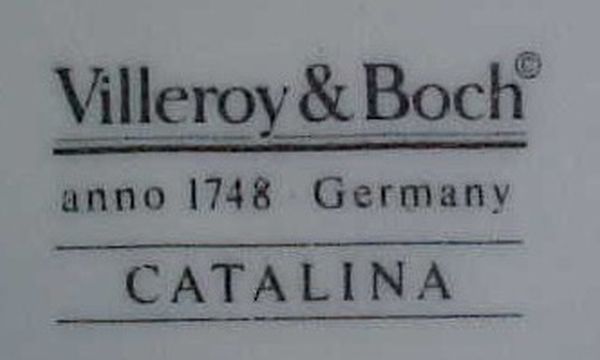 Villeroy & Boch©
anno 1748 · Germany
CATALINA